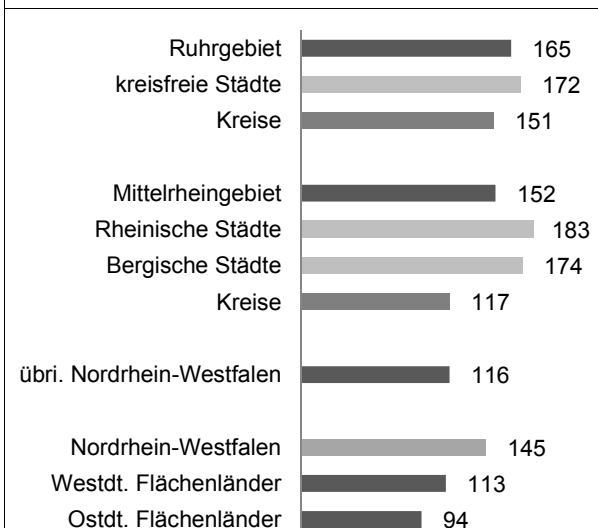 Ruhrgebiet 165
kreisfreie Städte 172
Kreise 151
Mittelrheingebiet 152
Rheinische Städte 183
Bergische Städte 174
Kreise 117
übri. Nordrhein-Westfalen 116
Nordrhein-Westfalen 145
Westdt. Flächenländer 113
Ostdt. Flächenländer 94